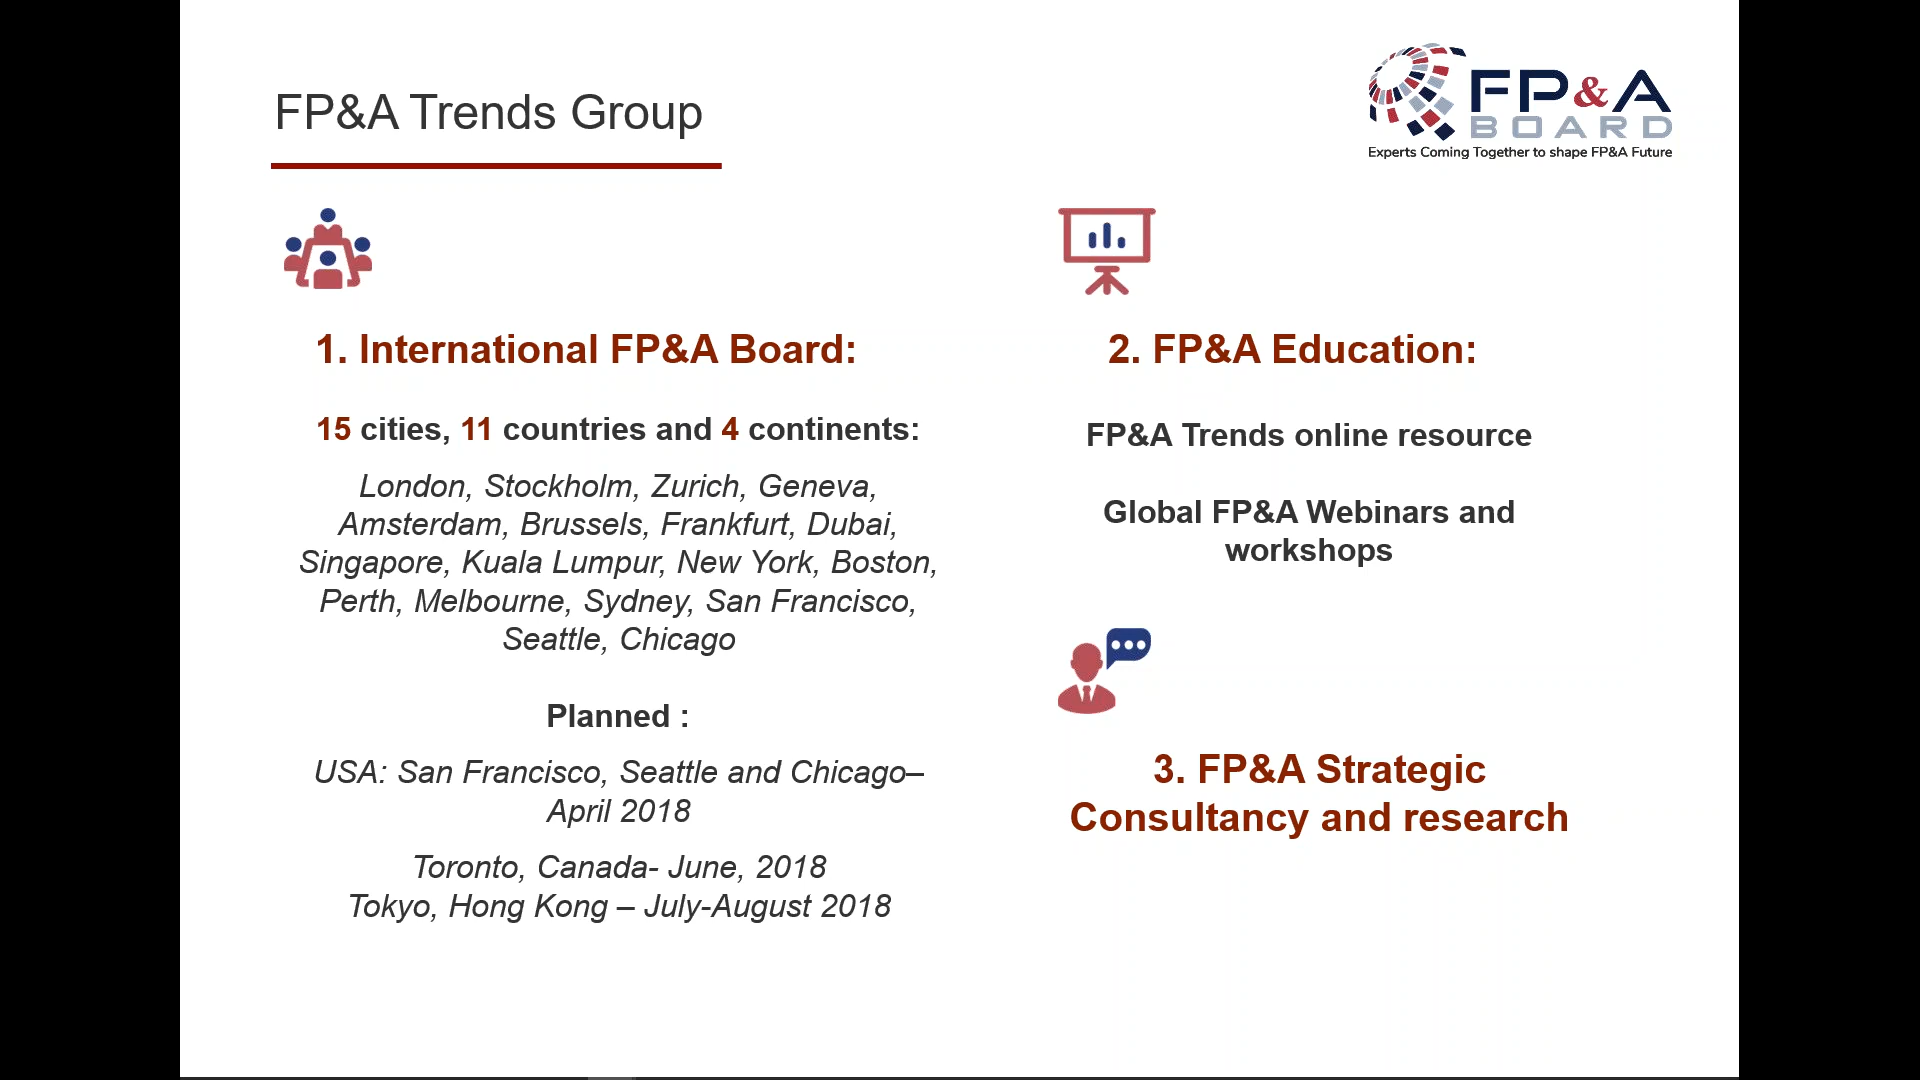 FP&A Trends Group
FP&A
BOARD
Experts Coming Together to shape FP&A Future
1. International FP&A Board:
15 cities, 11 countries and 4 continents:
London, Stockholm, Zurich, Geneva,
Amsterdam, Brussels, Frankfurt, Dubai,
Singapore, Kuala Lumpur, New York, Boston,
Perth, Melbourne, Sydney, San Francisco,
Seattle, Chicago
Planned :
USA: San Francisco, Seattle and Chicago–
April 2018
Toronto, Canada- June, 2018
Tokyo, Hong Kong – July-August 2018
2. FP&A Education:
FP&A Trends online resource
Global FP&A Webinars and
workshops
3. FP&A Strategic
Consultancy and research